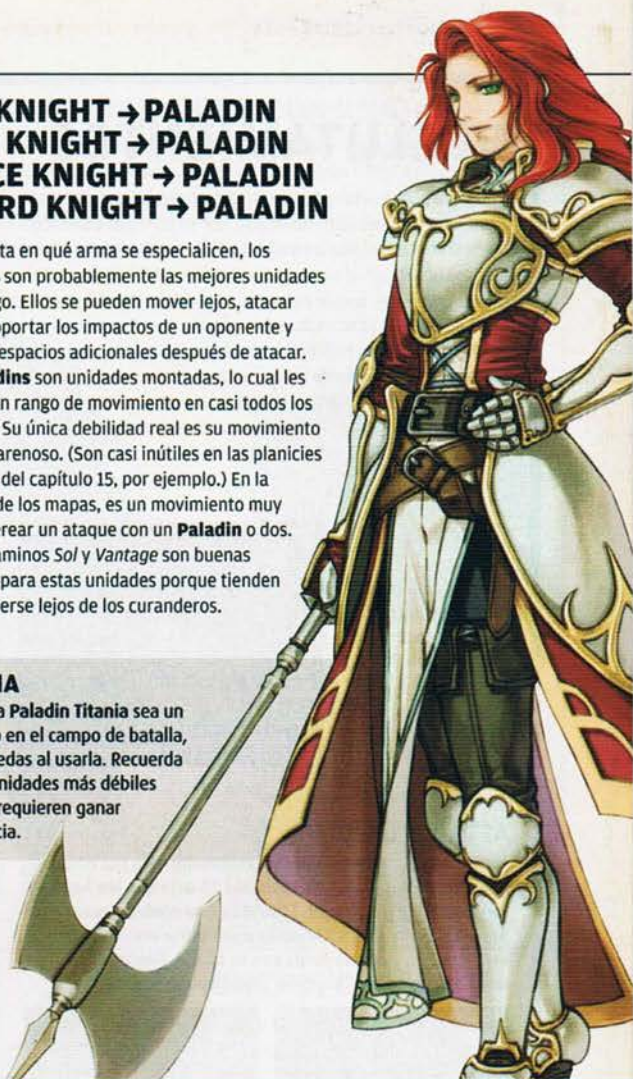 KNIGHT → PALADIN
KNIGHT → PALADIN
CE KNIGHT → PALADIN
RD KNIGHT → PALADIN
ta en qué arma se especialicen, los
s son probablemente las mejores unidades
go. Ellos se pueden mover lejos, atacar
portar los impactos de un oponente y
espacios adicionales después de atacar.
dins son unidades montadas, lo cual les
n rango de movimiento en casi todos los
Su única debilidad real es su movimiento
arenoso. (Son casi inútiles en las planicies
del capítulo 15, por ejemplo.) En la
de los mapas, es un movimiento muy
erear un ataque con un Paladin o dos.
aminos Sol y Vantage son buenas
para estas unidades porque tienden
erse lejos de los curanderos.
IA
a Paladin Titania sea un
o en el campo de batalla,
edas al usarla. Recuerda
nidades más débiles
requieren ganar
cia.